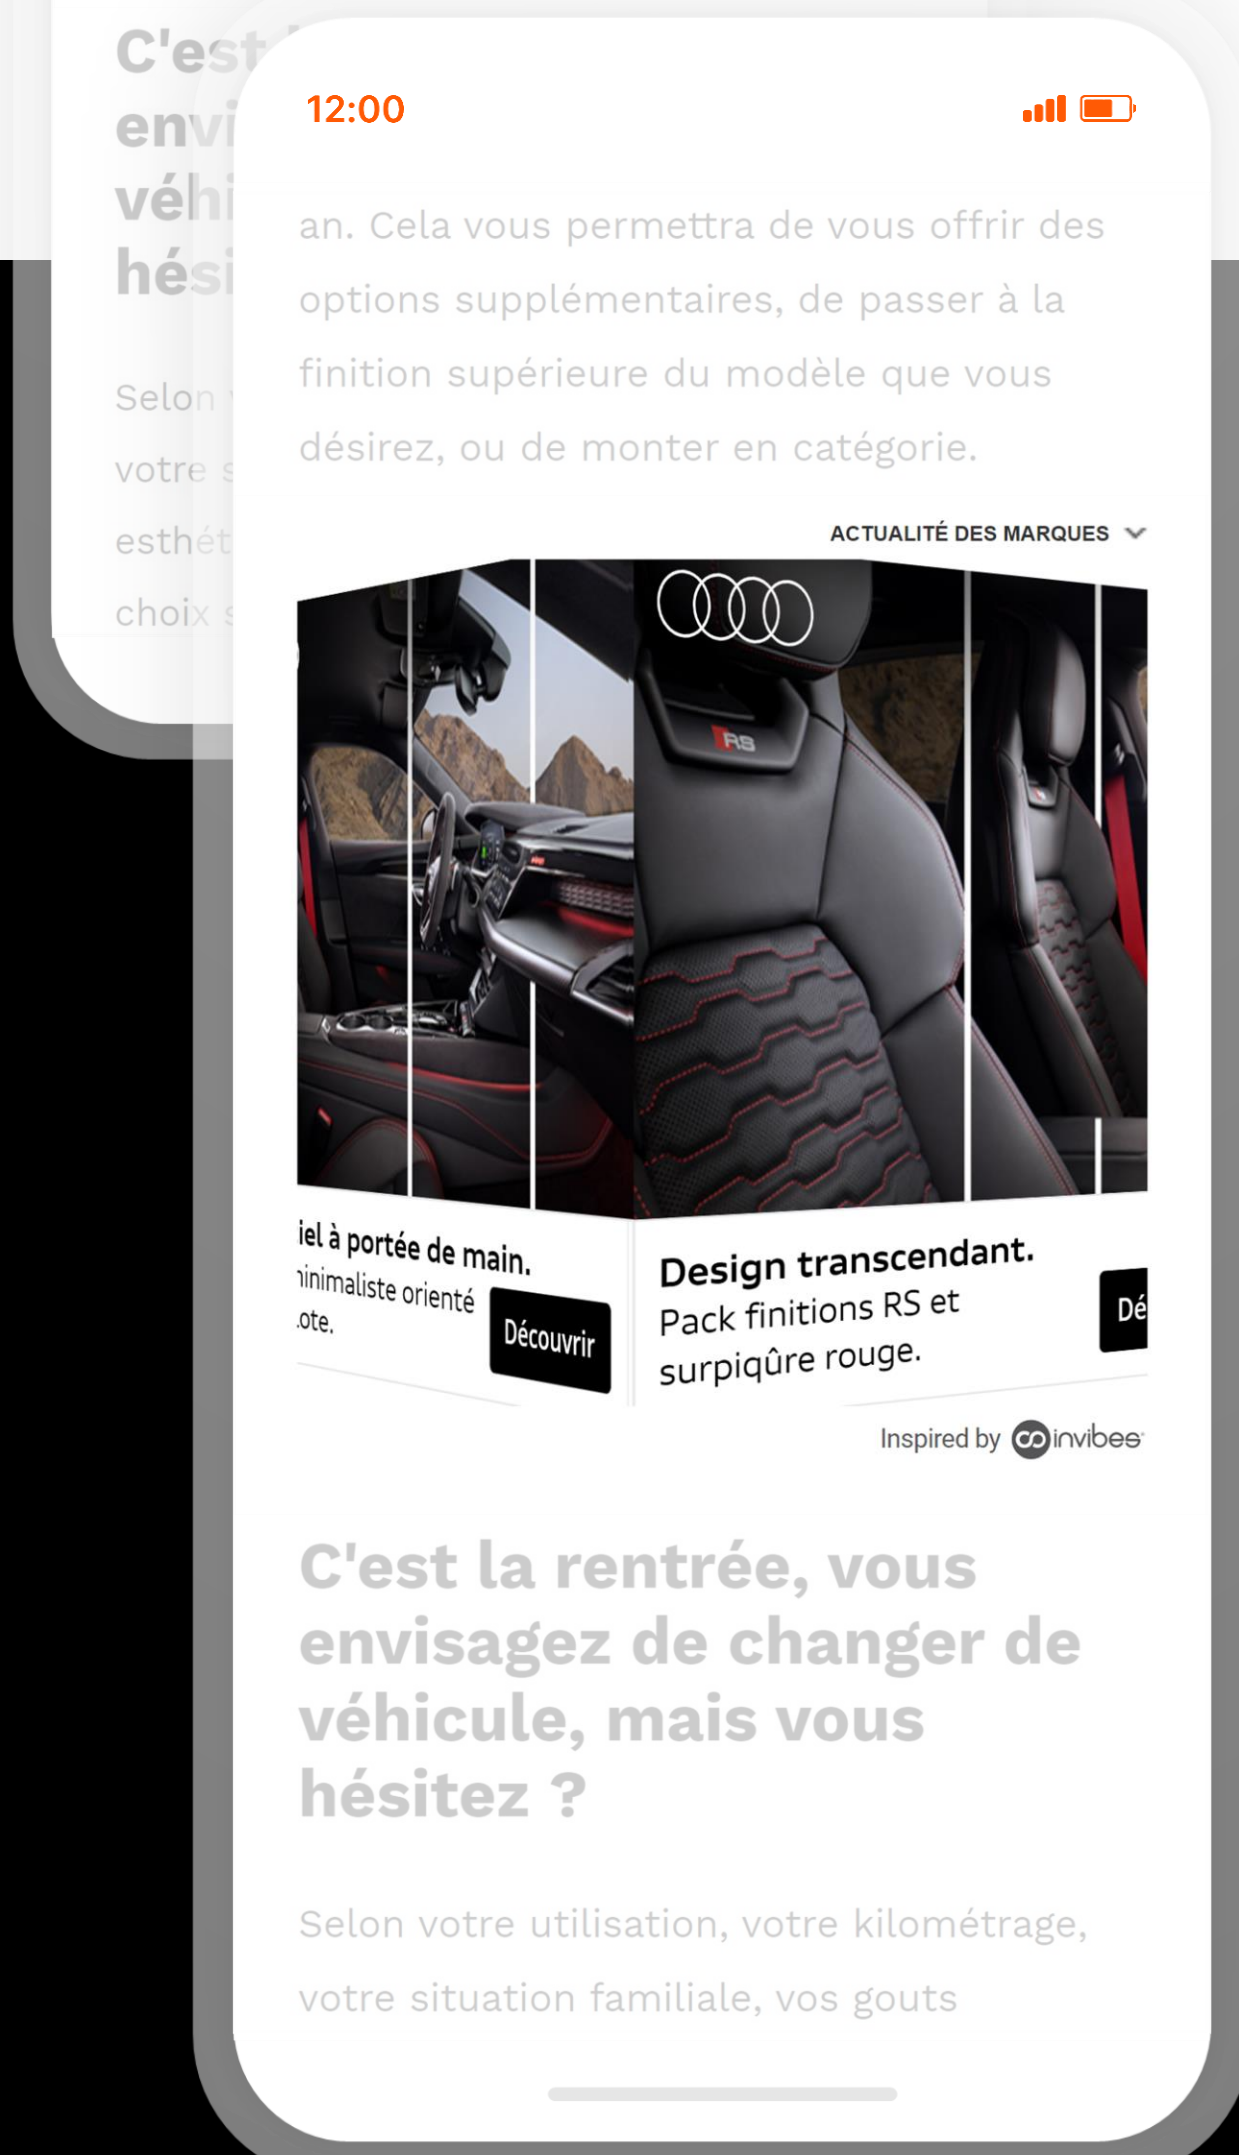 C'est
envi
véhi
hési
Selon
votre s
esthét
choix s
12:00
an. Cela vous permettra de vous offrir des
options supplémentaires, de passer à la
finition supérieure du modèle que vous
désirez, ou de monter en catégorie.
ACTUALITÉ DES MARQUES
RS
iel à portée de main.
ninimaliste orienté
.ote.
Découvrir
Design transcendant.
Pack finitions RS et
surpiqûre rouge.
Dé
Inspired by invibes
C'est la rentrée, vous
envisagez de changer de
véhicule, mais vous
hésitez ?
Selon votre utilisation, votre kilométrage,
votre situation familiale, vos gouts